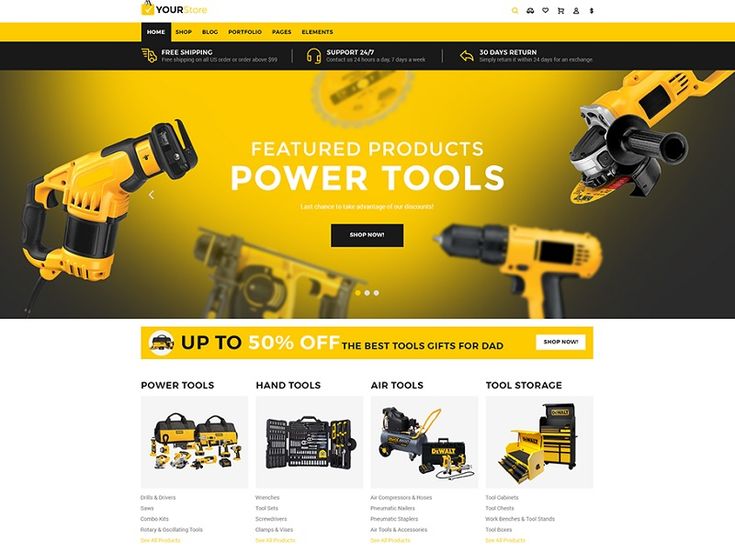 YOURStore
HOME SHOP BLOG PORTFOLIO PAGES ELEMENTS
FREE SHIPPING
Free shipping on all US order or order above $99
SUPPORT 24/7
Contact us 24 hours a day, 7 days a week
30 DAYS RETURN
Simply return it within 24 days for an exchange
FEATURED PRODUCTS
POWER TOOLS
Last chance to take advantage of our discounts!
SHOP NOW!
UP TO 50% OFF THE BEST TOOLS GIFTS FOR DAD
SHOP NOW!
POWER TOOLS
Drills & Drivers
Saws
Combo Kits
Rotary & Oscillating Tools
See All Products
HAND TOOLS
Wrenches
Tool Sets
Screwdrivers
Clamps & Vises
See All Products
AIR TOOLS
DEWALT
Air Compressors & Hoses
Pneumatic Nailers
Pneumatic Staplers
Air Tools & Accessories
See All Products
TOOL STORAGE
DEWALT
DEWALT
Tool Cabinets
Tool Chests
Work Benches & Tool Stands
Tool Boxes
See All Products